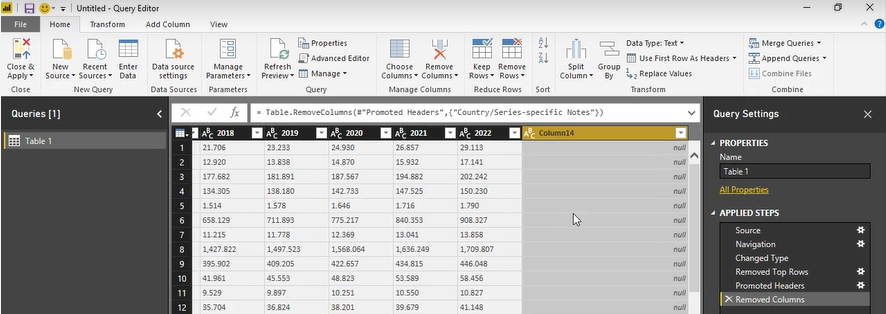 Untitled - Query Editor
File Home Transform Add Column View
Close & Apply
New Source
Recent Sources
Enter Data
Data source settings
Manage Parameters
Refresh Preview
Properties
Advanced Editor
Manage
Choose Columns
Remove Columns
Keep Rows
Reduce Rows
Split Column
Group By
Data Type: Text
Use First Row As Headers
Replace Values
Merge Queries
Append Queries
Combine Files
Close New Query Data Sources Parameters Query Manage Columns Reduce Rows Sort Transform Combine
Queries [1]
Table 1
fx = Table.RemoveColumns(#"Promoted Headers",{"Country/Series-specific Notes"})
ABC 2018 ABC 2019 ABC 2020 ABC 2021 ABC 2022 ABC Column14
1 21.706 23.233 24.930 26.857 29.113 null
2 12.920 13.838 14.870 15.932 17.141 null
3 177.682 181.891 187.567 194.882 202.242 null
4 134.305 138.180 142.733 147.525 150.230 null
5 1.514 1.578 1.646 1.716 1.790 null
6 658.129 711.893 775.217 840.353 908.327 null
7 11.215 11.778 12.369 13.041 13.858 null
8 1,427.822 1,497.523 1,568.064 1,636.249 1,709.807 null
9 395.902 409.205 422.657 434.815 446.048 null
10 41.961 45.553 48.823 53.589 58.456 null
11 9.529 9.897 10.251 10.550 10.827 null
12 35.704 36.824 38.201 39.679 41.148 null
Query Settings
PROPERTIES
Name
Table 1
All Properties
APPLIED STEPS
Source
Navigation
Changed Type
Removed Top Rows
Promoted Headers
Removed Columns